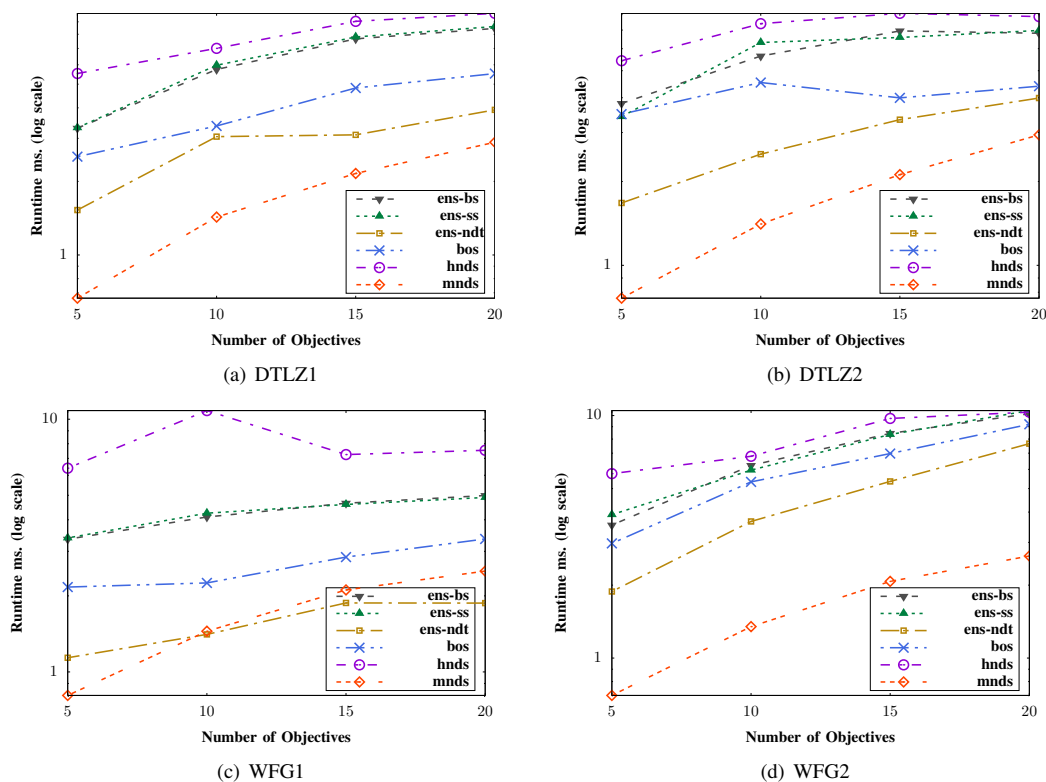 Runtime ms. (log scale)
1
5
10
15
20
Number of Objectives
ens-bs
ens-ss
ens-ndt
bos
hnds
mnds
(a) DTLZ1
Runtime ms. (log scale)
1
5
10
15
20
Number of Objectives
ens-bs
ens-ss
ens-ndt
bos
hnds
mnds
(b) DTLZ2
Runtime ms. (log scale)
10
1
5
10
15
20
Number of Objectives
ens-bs
ens-ss
ens-ndt
bos
hnds
mnds
(c) WFG1
Runtime ms. (log scale)
10
1
5
10
15
20
Number of Objectives
ens-bs
ens-ss
ens-ndt
bos
hnds
mnds
(d) WFG2